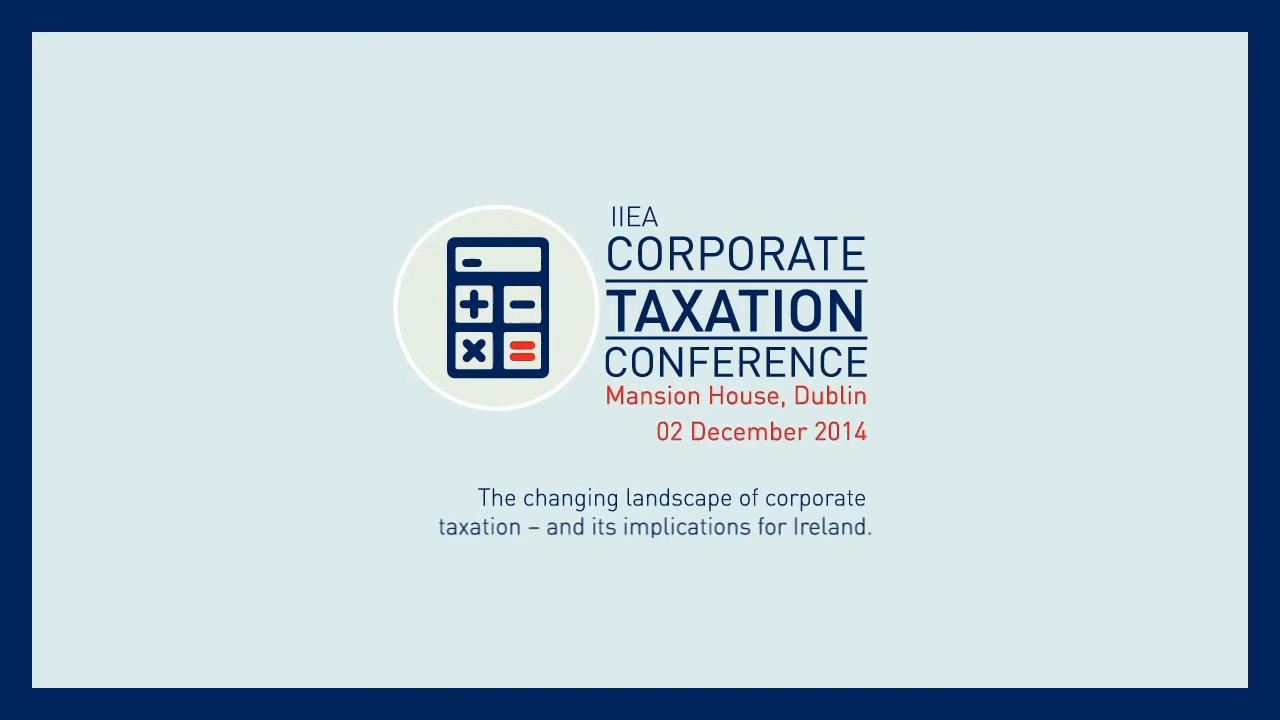 IIEA
CORPORATE
TAXATION
CONFERENCE
Mansion House, Dublin
02 December 2014
The changing landscape of corporate
taxation – and its implications for Ireland.